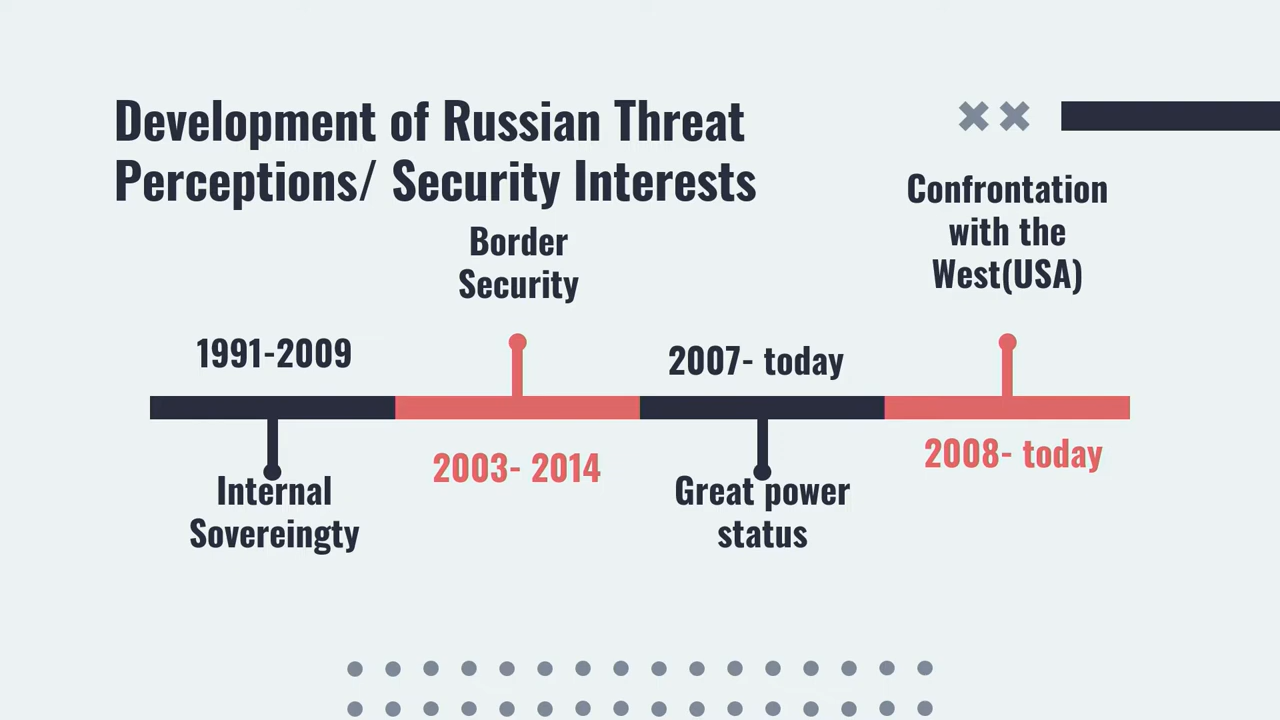 Development of Russian Threat
Perceptions/ Security Interests
Border
Security
Confrontation
with the
West(USA)
1991-2009
2007- today
2003- 2014
2008- today
Internal
Sovereingty
Great power
status